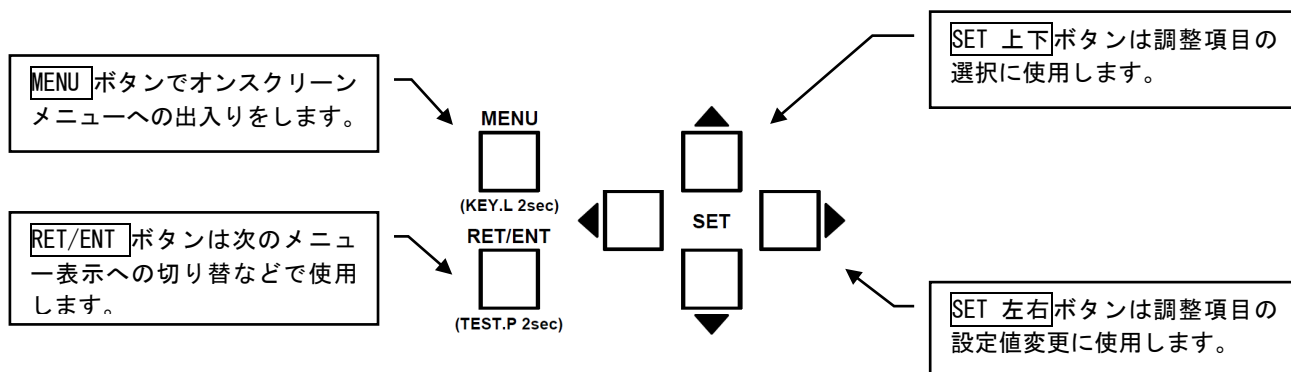 MENU ボタンでオンスクリーン
メニューへの出入りをします。
RET/ENT ボタンは次のメニュ
ー表示への切り替などで使用
します。
MENU
(KEY.L 2sec)
RET/ENT
(TEST.P 2sec)
SET
SET 上下ボタンは調整項目の
選択に使用します。
SET 左右ボタンは調整項目の
設定値変更に使用します。